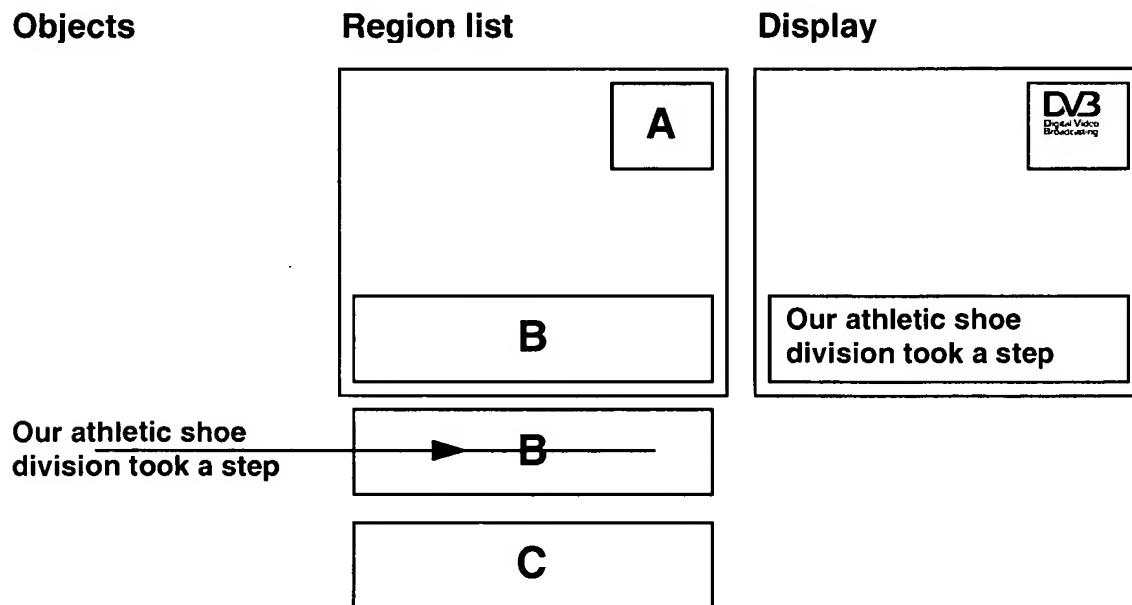 Objects
Region list
Display
A
DVB
Digital Video
Broadcasting
B
Our athletic shoe
division took a step
Our athletic shoe
division took a step
B
C